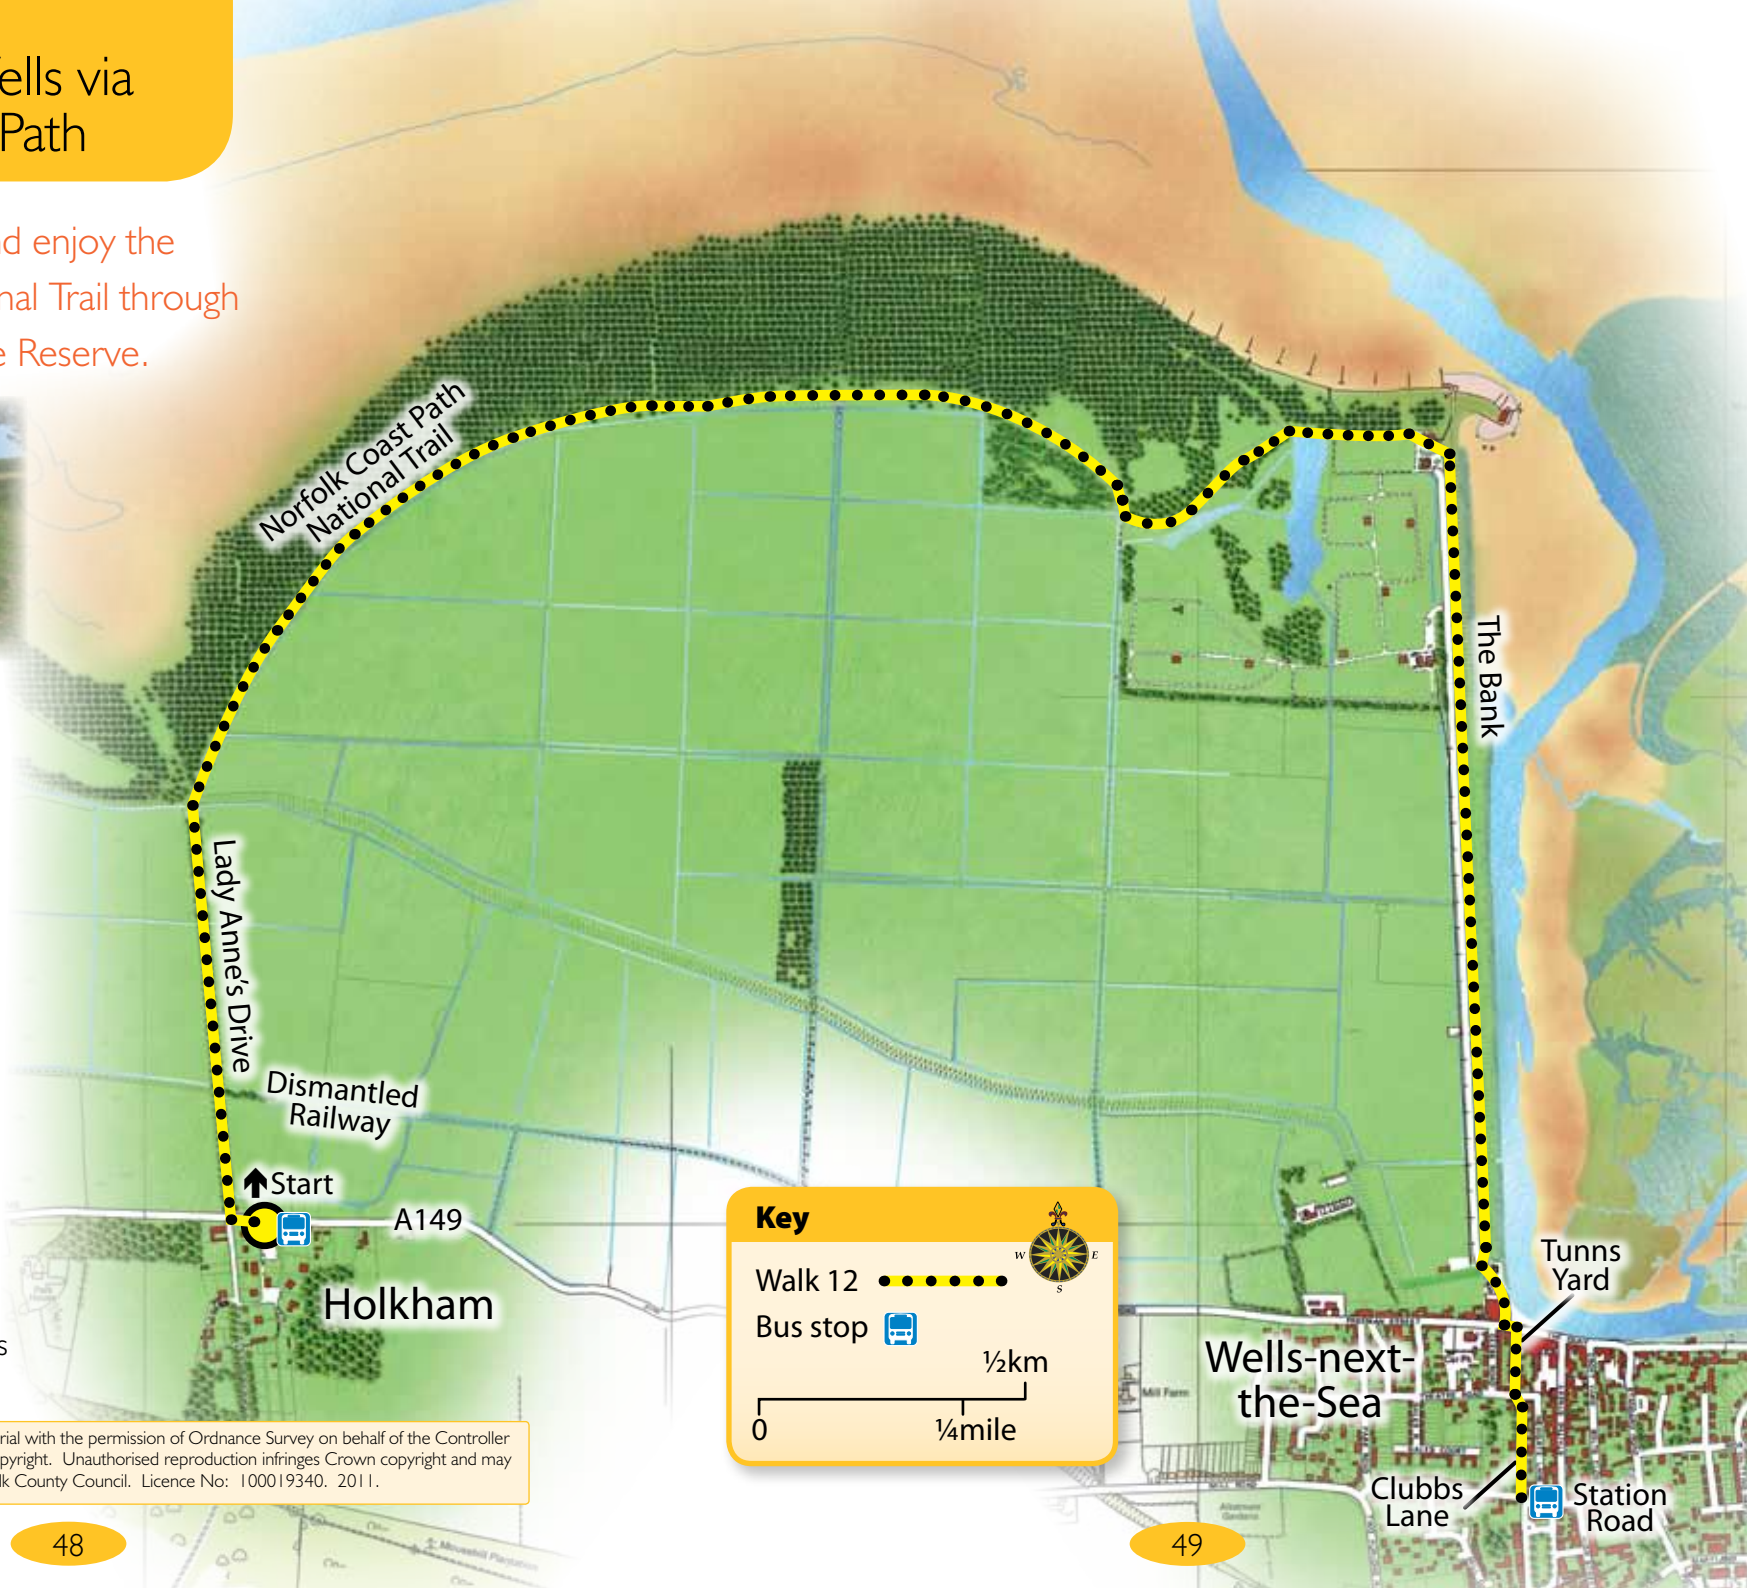 ells via
Path
d enjoy the
nal Trail through
e Reserve.
Norfolk Coast Path
National Trail
The Bank
Lady Anne's Drive
Dismantled
Railway
Start
A149
Holkham
Key
W
E
S
Walk 12
Bus stop
½km
0
¼mile
Tunns
Yard
Wells-next-
the-Sea
Mill Farm
Clubbs
Lane
Station
Road
s
rial with the permission of Ordnance Survey on behalf of the Controller
pyright. Unauthorised reproduction infringes Crown copyright and may
lk County Council. Licence No: 100019340. 2011.
48
49